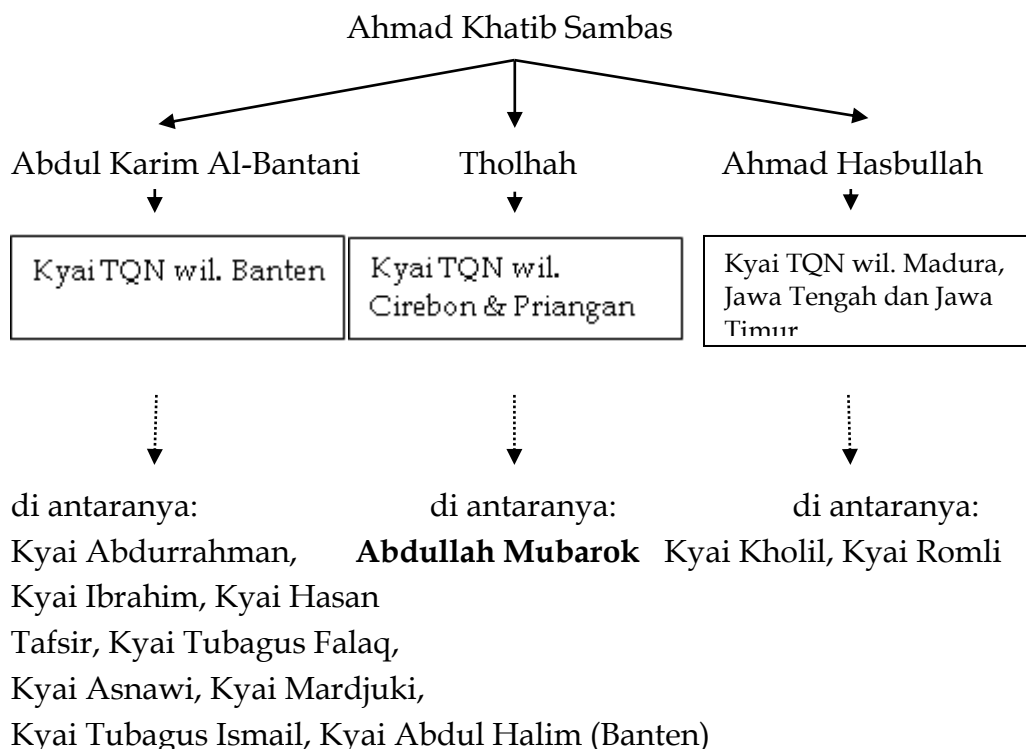 Ahmad Khatib Sambas
Abdul Karim Al-Bantani
Tholhah
Ahmad Hasbullah
Kyai TQN wil. Banten
Kyai TQN wil.
Cirebon & Priangan
Kyai TQN wil. Madura,
Jawa Tengah dan Jawa
Timur
di antaranya:
Kyai Abdurrahman,
Kyai Ibrahim, Kyai Hasan
Tafsir, Kyai Tubagus Falaq,
Kyai Asnawi, Kyai Mardjuki,
Kyai Tubagus Ismail, Kyai Abdul Halim (Banten)
di antaranya:
Abdullah Mubarok
di antaranya:
Kyai Kholil, Kyai Romli